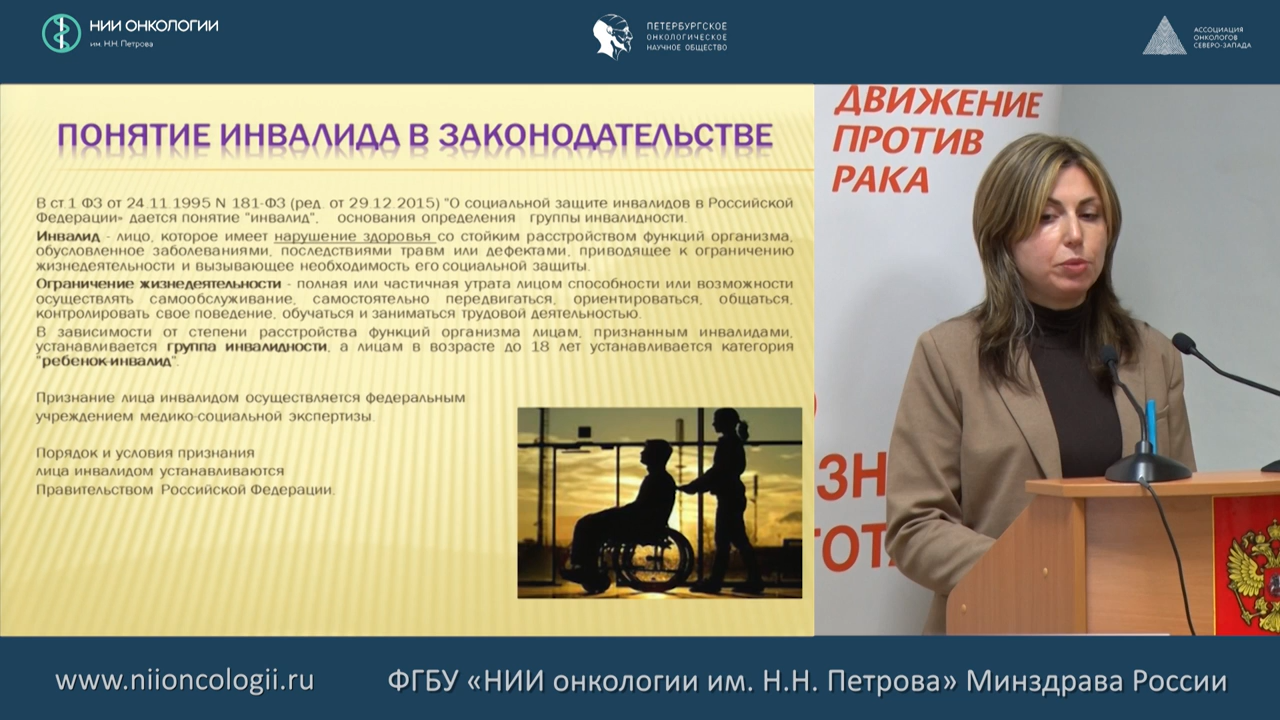 НИИ ОНКОЛОГИИ
им. Н.Н. Петрова
ПЕТЕРБУРГСКОЕ
ОНКОЛОГИЧЕСКОЕ
НАУЧНОЕ ОБЩЕСТВО
АССОЦИАЦИЯ
ОНКОЛОГОВ
СЕВЕРО-ЗАПАДА
ПОНЯТИЕ ИНВАЛИДА В ЗАКОНОДАТЕЛЬСТВЕ
В ст.1 ФЗ от 24.11.1995 N 181-ФЗ (ред. от 29.12.2015) "О социальной защите инвалидов в Российской
Федерации» дается понятие "инвалид", основания определения группы инвалидности.
Инвалид - лицо, которое имеет нарушение здоровья со стойким расстройством функций организма,
обусловленное заболеваниями, последствиями травм или дефектами, приводящее к ограничению
жизнедеятельности и вызывающее необходимость его социальной защиты.
Ограничение жизнедеятельности - полная или частичная утрата лицом способности или возможности
осуществлять самообслуживание, самостоятельно передвигаться, ориентироваться, общаться,
контролировать свое поведение, обучаться и заниматься трудовой деятельностью.
В зависимости от степени расстройства функций организма лицам, признанным инвалидами,
устанавливается группа инвалидности, а лицам в возрасте до 18 лет устанавливается категория
"ребенок-инвалид".
Признание лица инвалидом осуществляется федеральным
учреждением медико-социальной экспертизы.
Порядок и условия признания
лица инвалидом устанавливаются
Правительством Российской Федерации.
ДВИЖЕНИЕ
ПРОТИВ
РАКА
ЗН
ТОТ
www.niioncologii.ru
ФГБУ «НИИ онкологии им. Н.Н. Петрова» Минздрава России